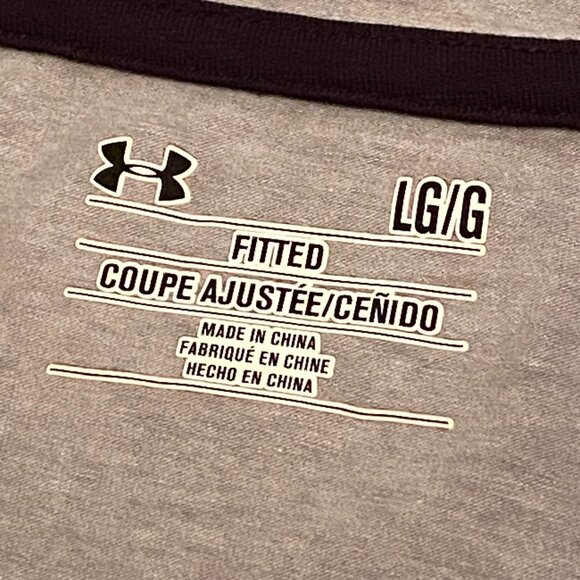 LG/G
FITTED
COUPE AJUSTÉE/CEÑIDO
MADE IN CHINA
FABRIQUÉ EN CHINE
HECHO EN CHINA